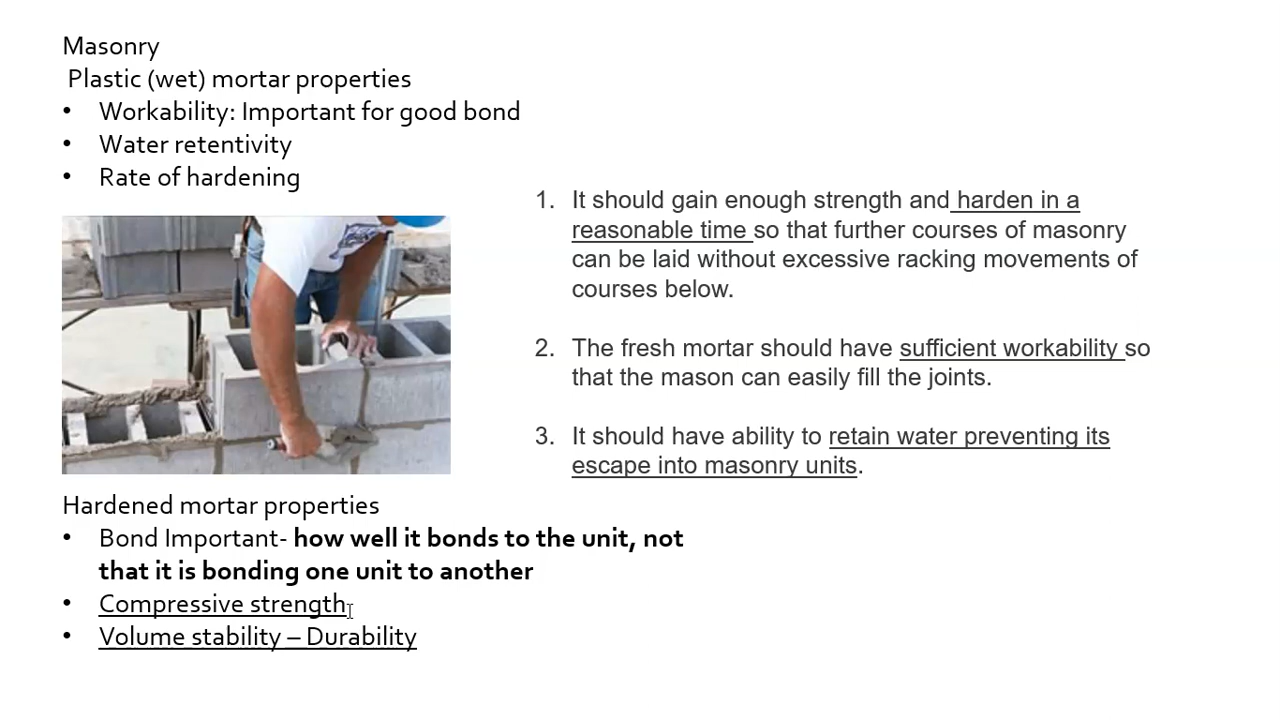 Masonry
Plastic (wet) mortar properties
• Workability: Important for good bond
• Water retentivity
• Rate of hardening
1. It should gain enough strength and harden in a
reasonable time so that further courses of masonry
can be laid without excessive racking movements of
courses below.
2. The fresh mortar should have sufficient workability so
that the mason can easily fill the joints.
3. It should have ability to retain water preventing its
escape into masonry units.
Hardened mortar properties
• Bond Important- how well it bonds to the unit, not
that it is bonding one unit to another
• Compressive strength
• Volume stability – Durability